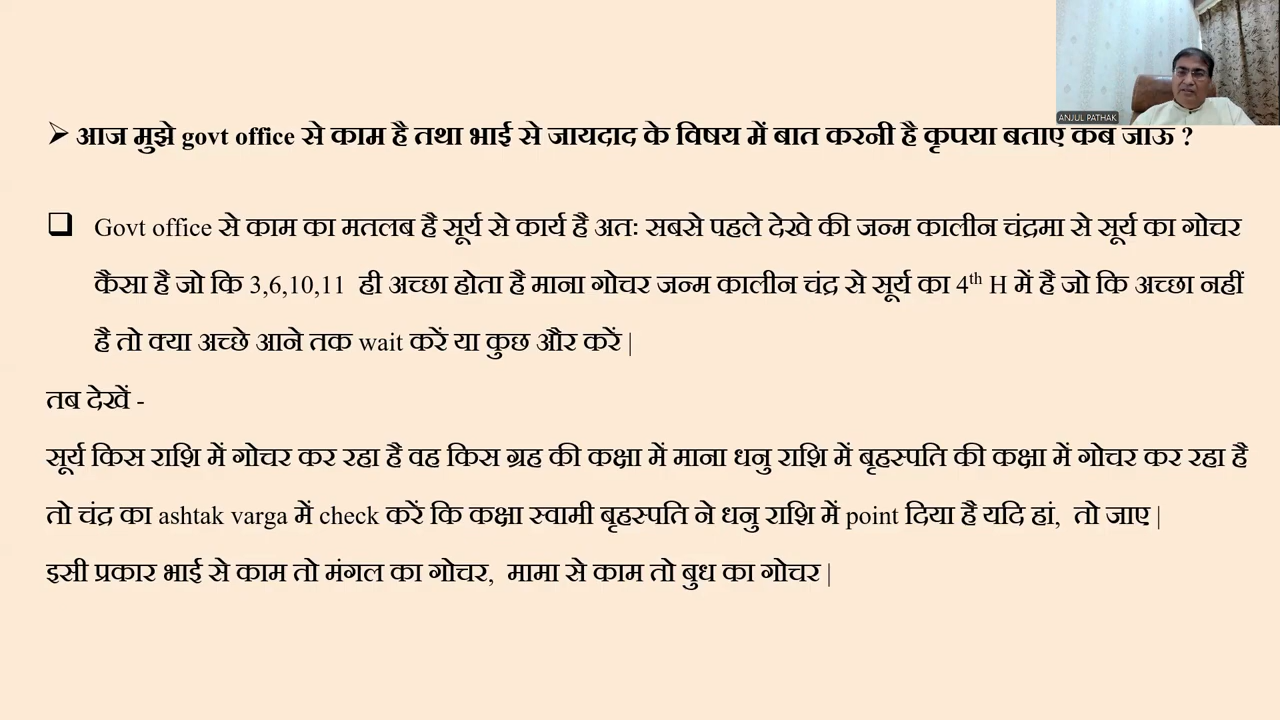 ANJUL PATHAK
➢ आज मुझे govt office से काम है तथा भाई से जायदाद के विषय में बात करनी है कृपया बताए कब जाऊ ?
❑ Govt office से काम का मतलब है सूर्य से कार्य है अतः सबसे पहले देखे की जन्म कालीन चंद्रमा से सूर्य का गोचर
कैसा है जो कि 3,6,10,11 ही अच्छा होता है माना गोचर जन्म कालीन चंद्र से सूर्य का 4th H में है जो कि अच्छा नहीं
है तो क्या अच्छे आने तक wait करें या कुछ और करें |
तब देखें -
सूर्य किस राशि में गोचर कर रहा है वह किस ग्रह की कक्षा में माना धनु राशि में बृहस्पति की कक्षा में गोचर कर रहा है
तो चंद्र का ashtak varga में check करें कि कक्षा स्वामी बृहस्पति ने धनु राशि में point दिया है यदि हां, तो जाए |
इसी प्रकार भाई से काम तो मंगल का गोचर, मामा से काम तो बुध का गोचर |